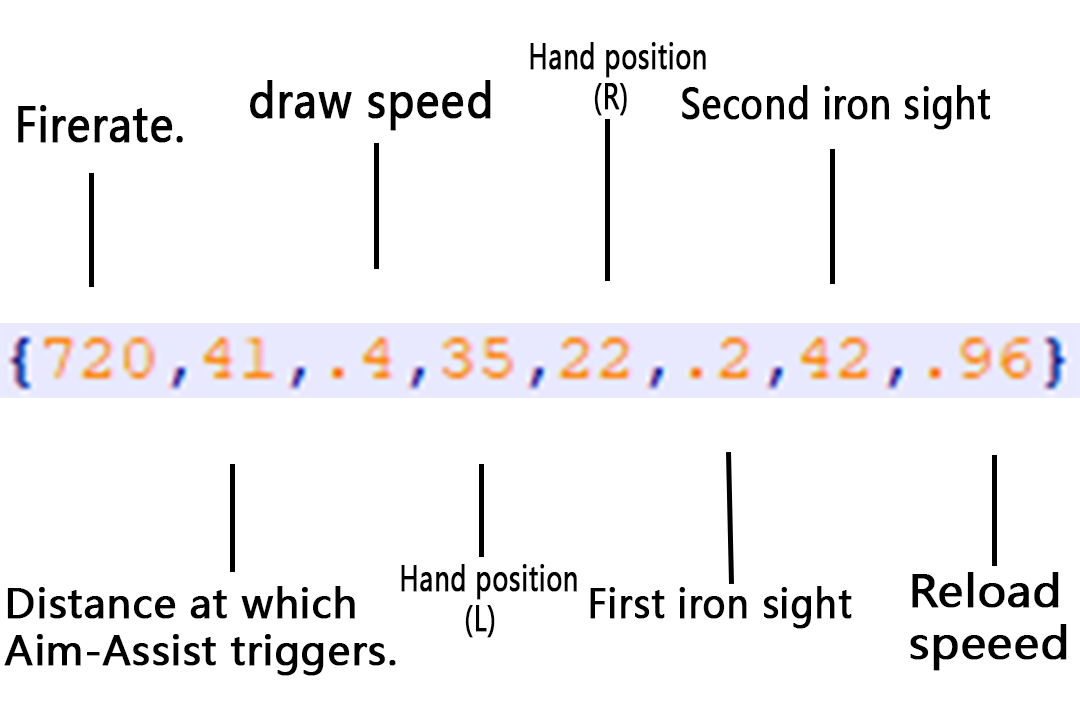 Hand position
(R)
Firerate.
draw speed
Second iron sight
{720,41,.4,35,22,.2,42,.96}
Distance at which
Aim-Assist triggers.
Hand position
(L)
First iron sight
Reload
speeed